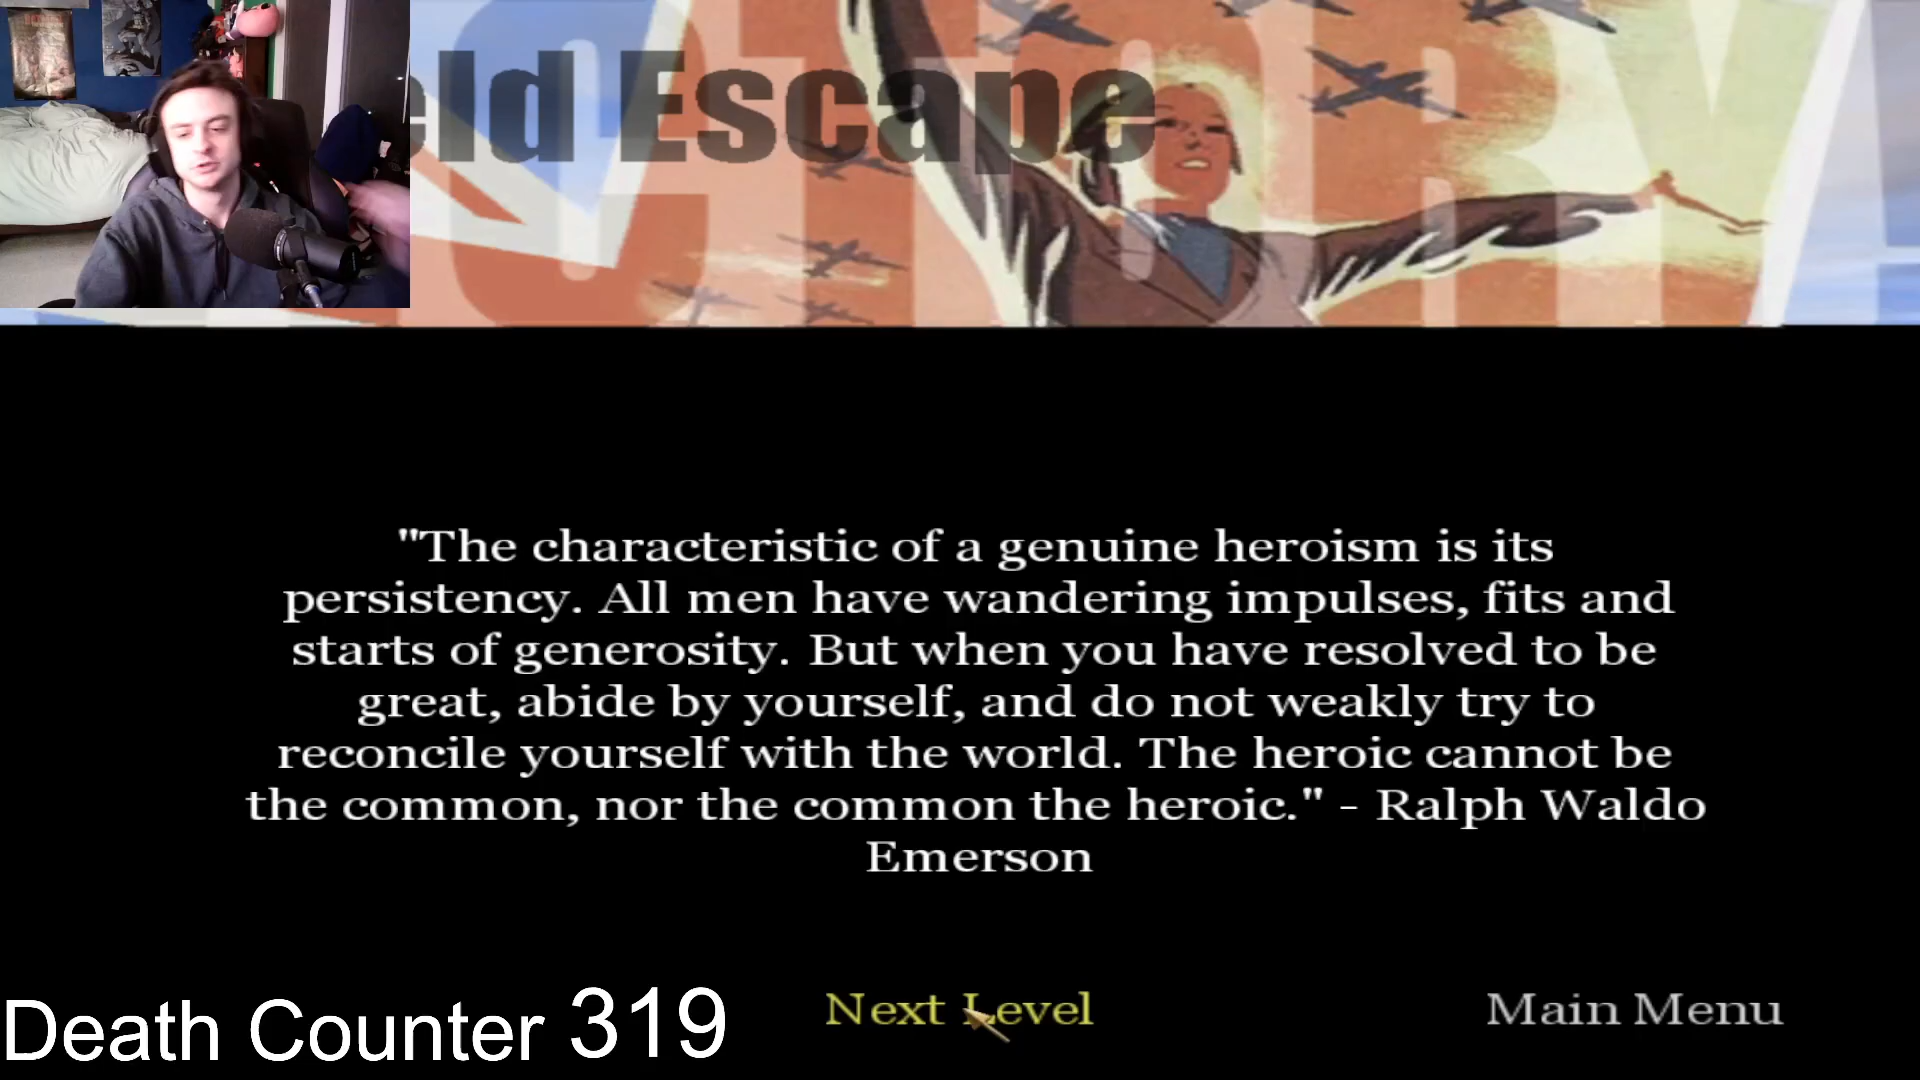 eld Escape
"The characteristic of a genuine heroism is its
persistency. All men have wandering impulses, fits and
starts of generosity. But when you have resolved to be
great, abide by yourself, and do not weakly try to
reconcile yourself with the world. The heroic cannot be
the common, nor the common the heroic." - Ralph Waldo
Emerson
Death Counter 319
Next Level
Main Menu